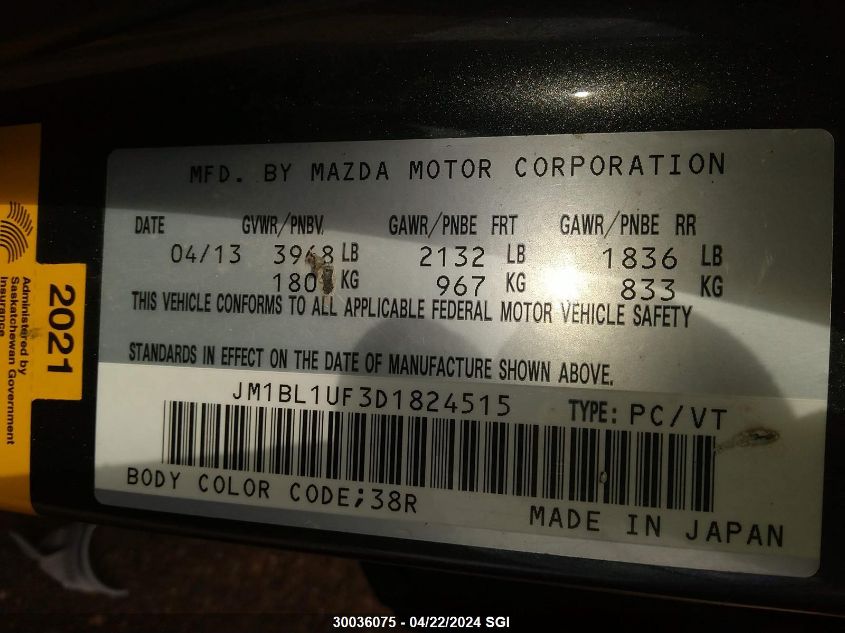 MFD. BY MAZDA MOTOR CORPORATION
DATE GVWR/PNBV GAWR/PNBE FRT GAWR/PNBE RR
04/13 3968 LB 2132 LB 1836 LB
KG 967 KG 833 KG
THIS VEHICLE CONFORMS TO ALL APPLICABLE FEDERAL MOTOR VEHICLE SAFETY
STANDARDS IN EFFECT ON THE DATE OF MANUFACTURE SHOWN ABOVE.
JM1BL1UF3D1824515 TYPE: PC/VT
BODY COLOR CODE;38R
MADE IN JAPAN
2021
Administered by
Saskatchewan Government
Insurance
30036075 - 04/22/2024 SGI